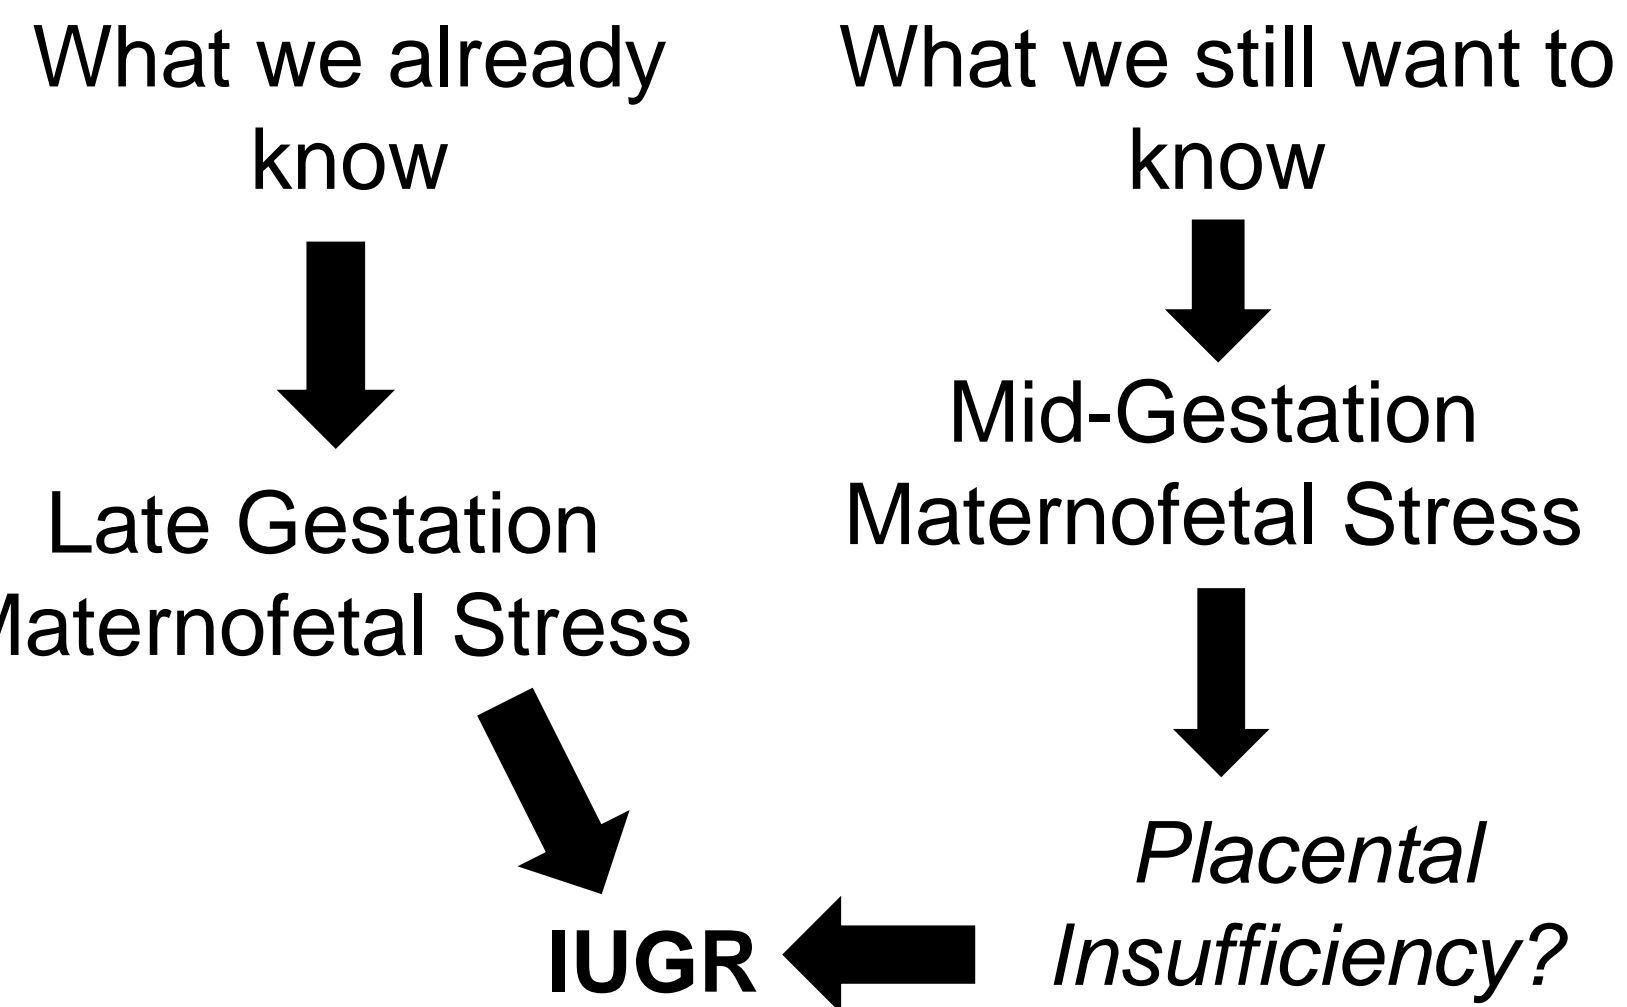 What we already
know
Late Gestation
Maternofetal Stress
What we still want to
know
Mid-Gestation
Maternofetal Stress
Placental
Insufficiency?
IUGR